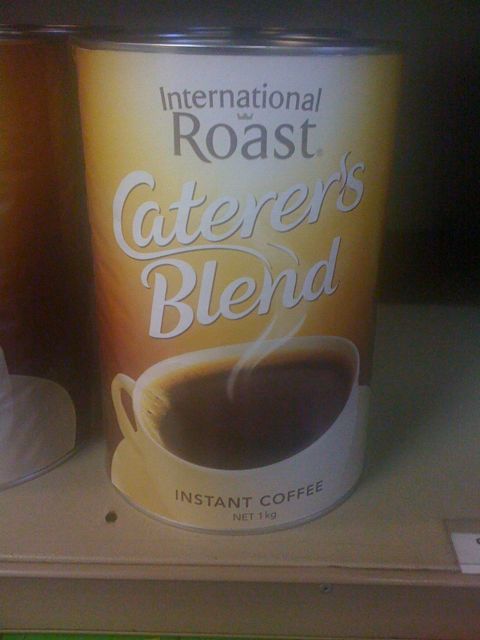 International
Roast
Caterer's
Blend
INSTANT COFFEE
NET 1kg